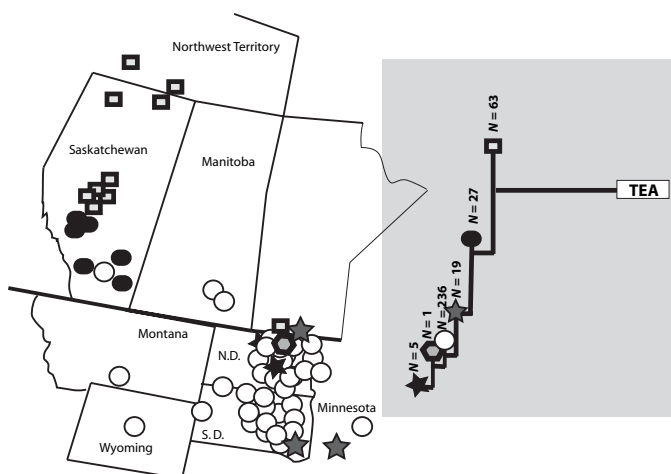 Northwest Territory
Saskatchewan
Manitoba
Montana
N.D.
Minnesota
S. D.
Wyoming
N = 63
TEA
N = 27
N = 19
N = 236
N = 1
N = 5